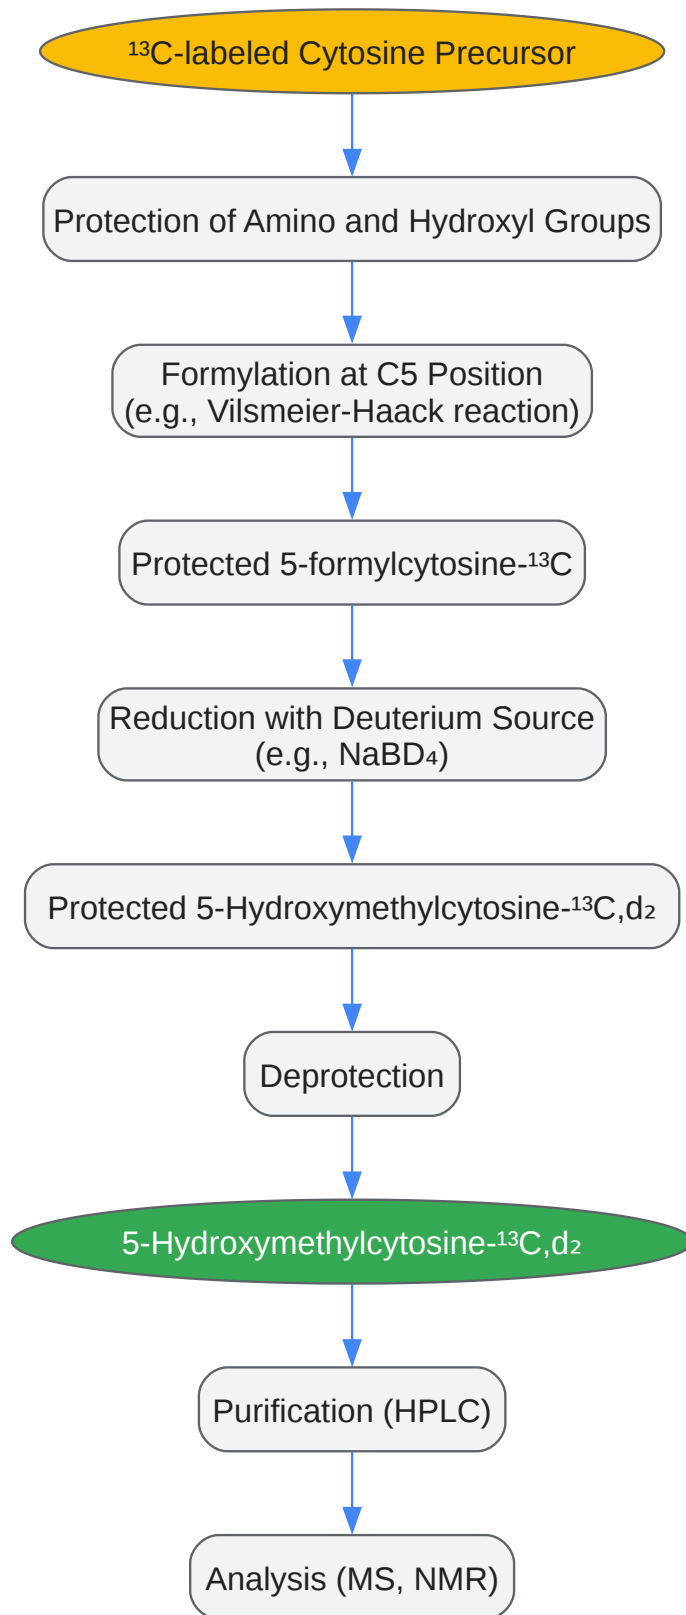 ¹³C-labeled Cytosine Precursor
Protection of Amino and Hydroxyl Groups
Formylation at C5 Position
(e.g., Vilsmeier-Haack reaction)
Protected 5-formylcytosine-¹³C
Reduction with Deuterium Source
(e.g., NaBD₄)
Protected 5-Hydroxymethylcytosine-¹³C,d₂
Deprotection
5-Hydroxymethylcytosine-¹³C,d₂
Purification (HPLC)
Analysis (MS, NMR)